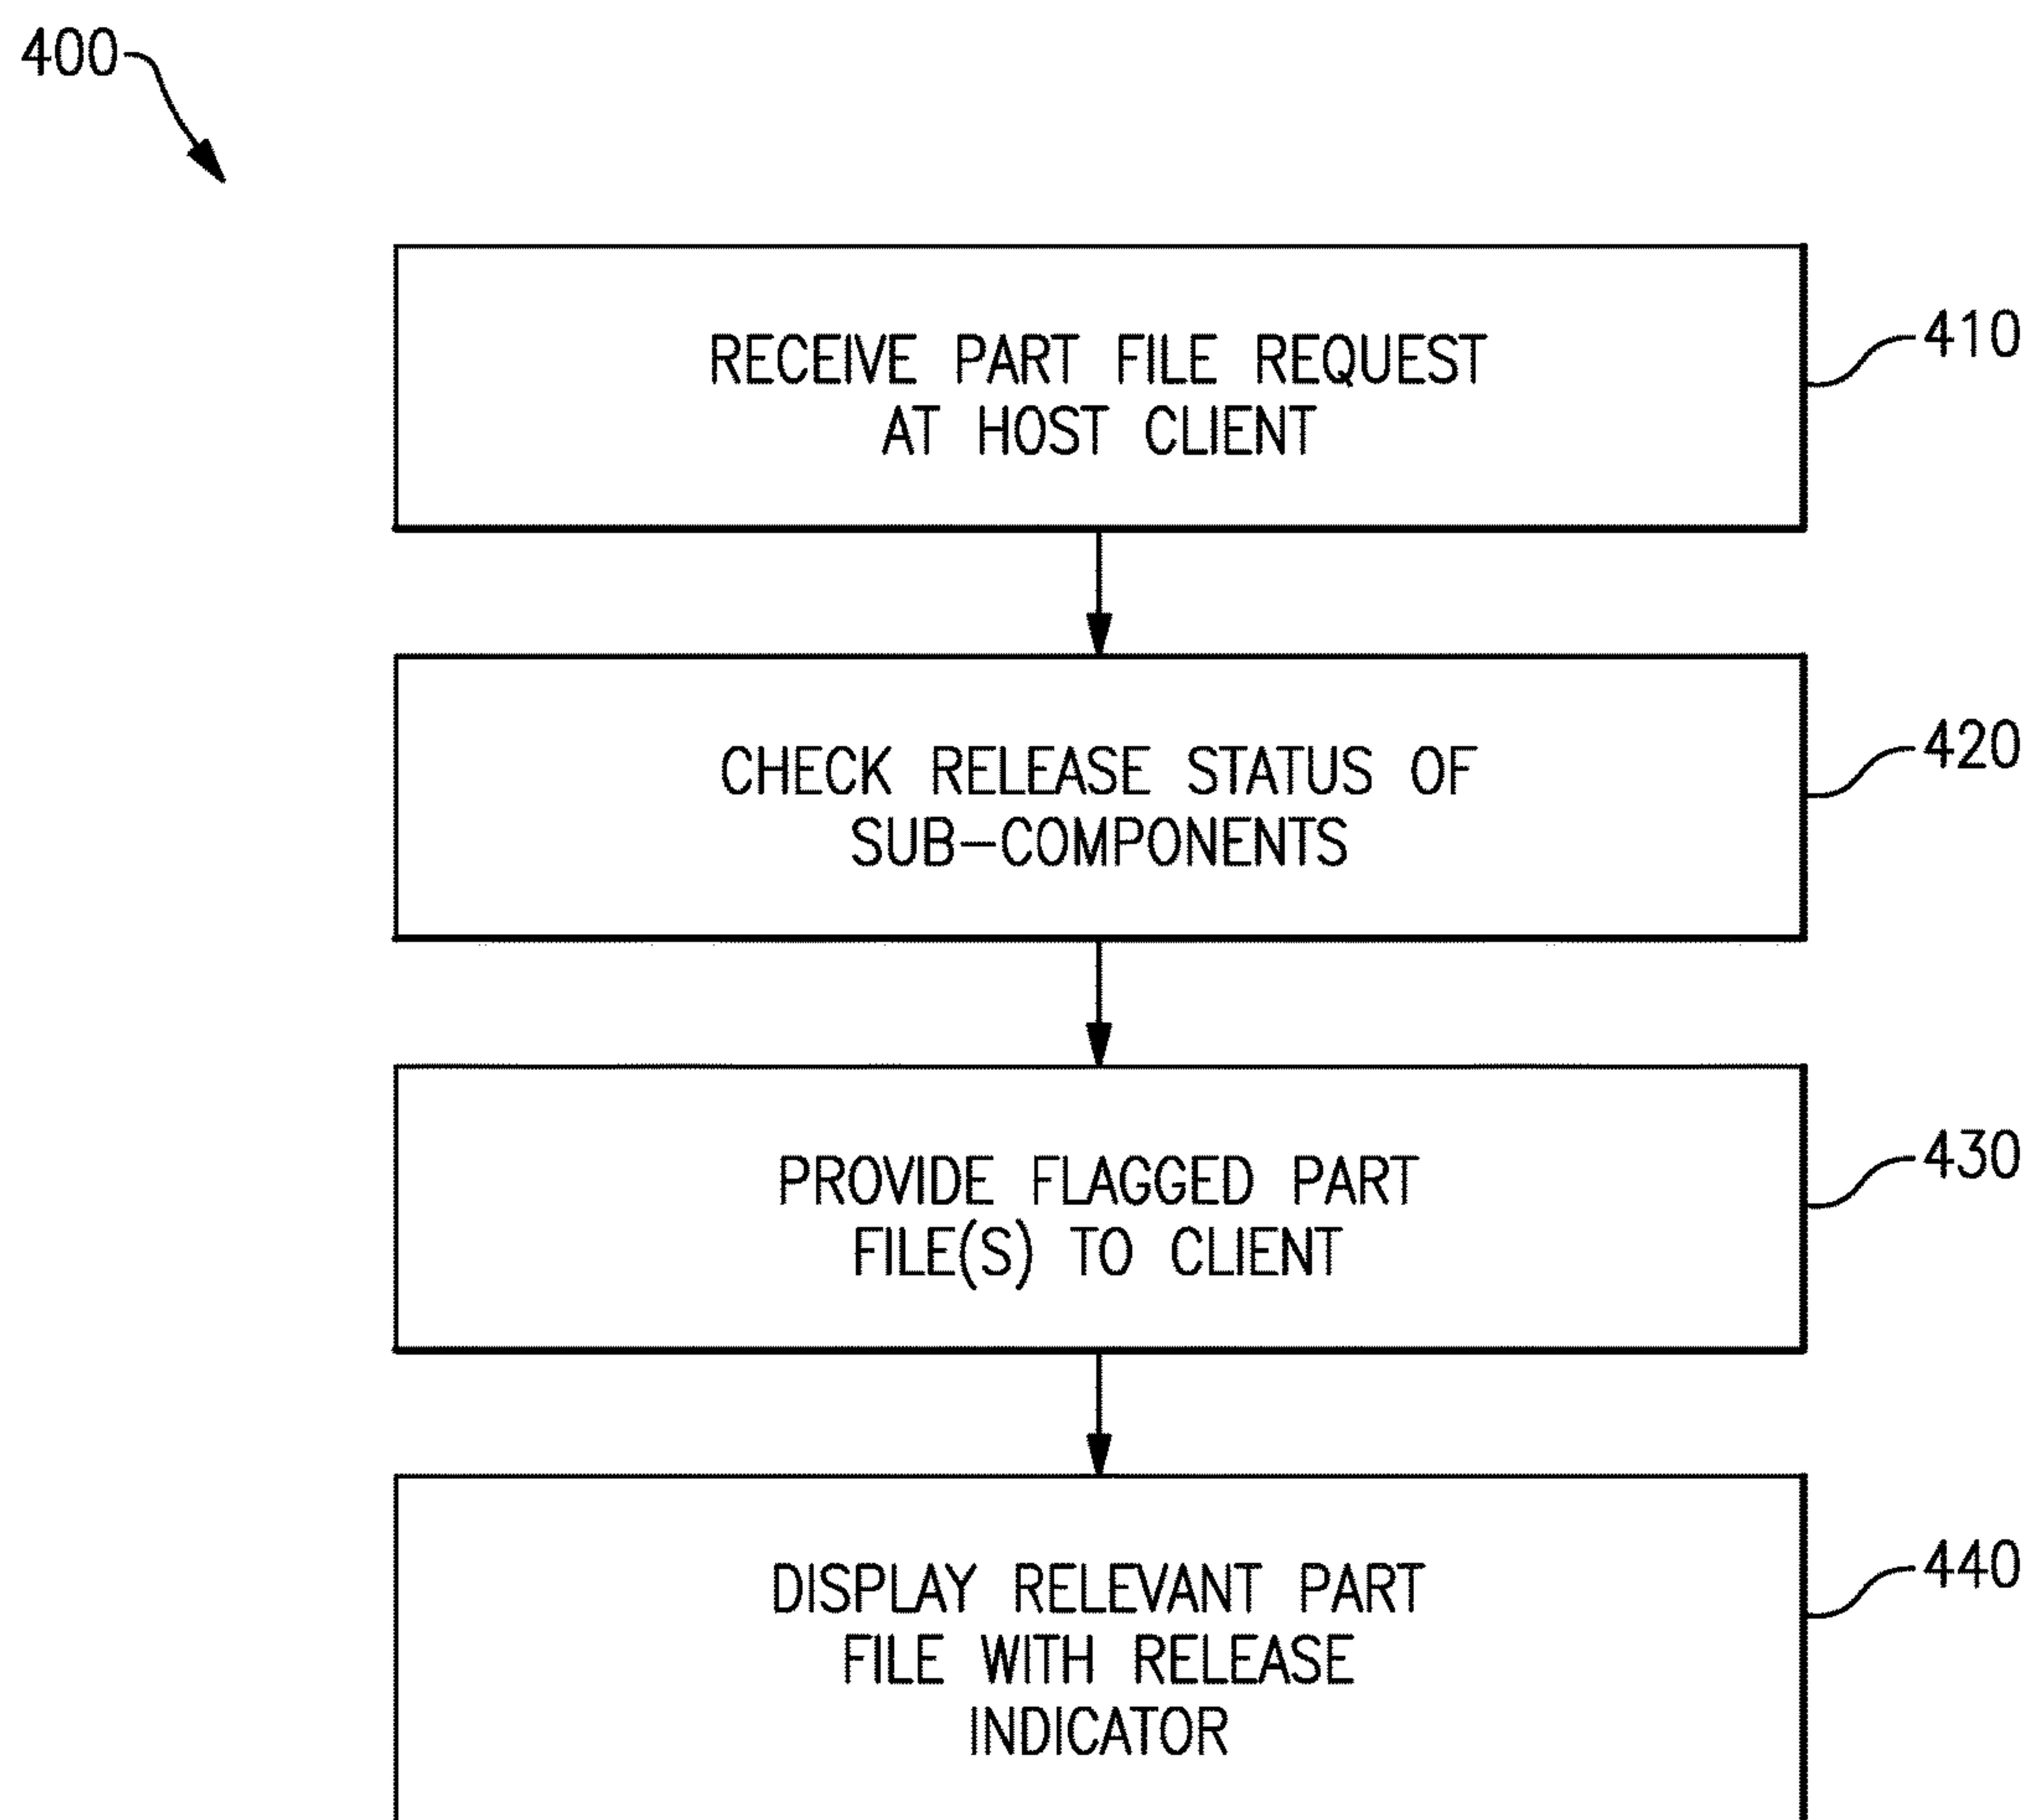 400
RECEIVE PART FILE REQUEST
AT HOST CLIENT
410
CHECK RELEASE STATUS OF
SUB-COMPONENTS
420
PROVIDE FLAGGED PART
FILE(S) TO CLIENT
430
DISPLAY RELEVANT PART
FILE WITH RELEASE
INDICATOR
440